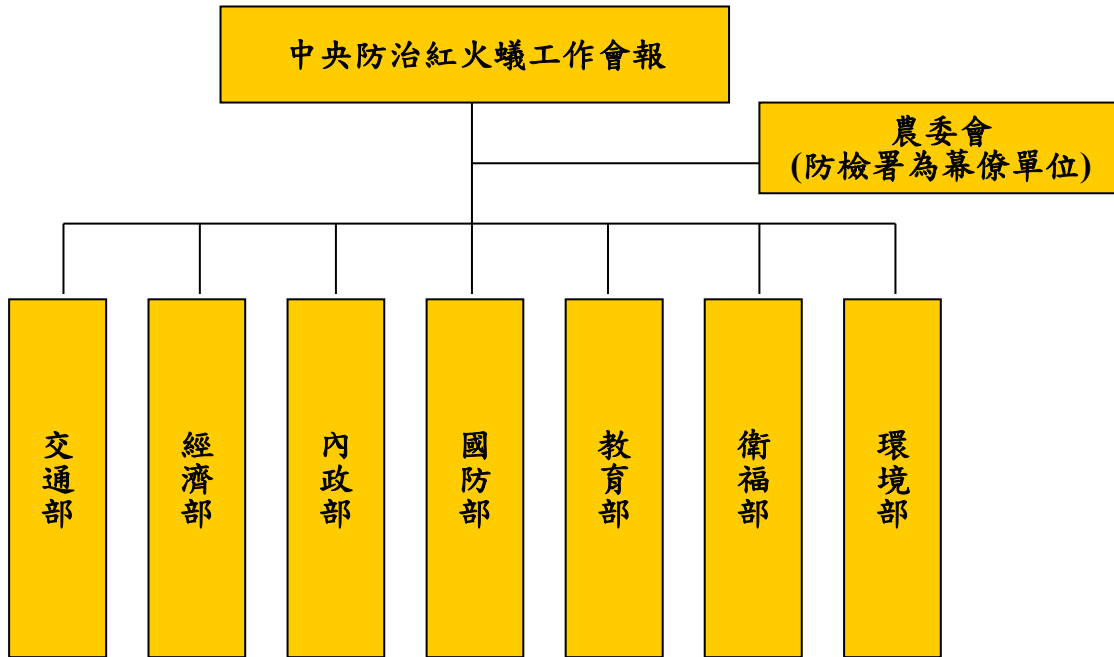 中央防治紅火蟻工作會報
農委會
(防檢署為幕僚單位)
交通部
經濟部
內政部
國防部
教育部
衛福部
環境部